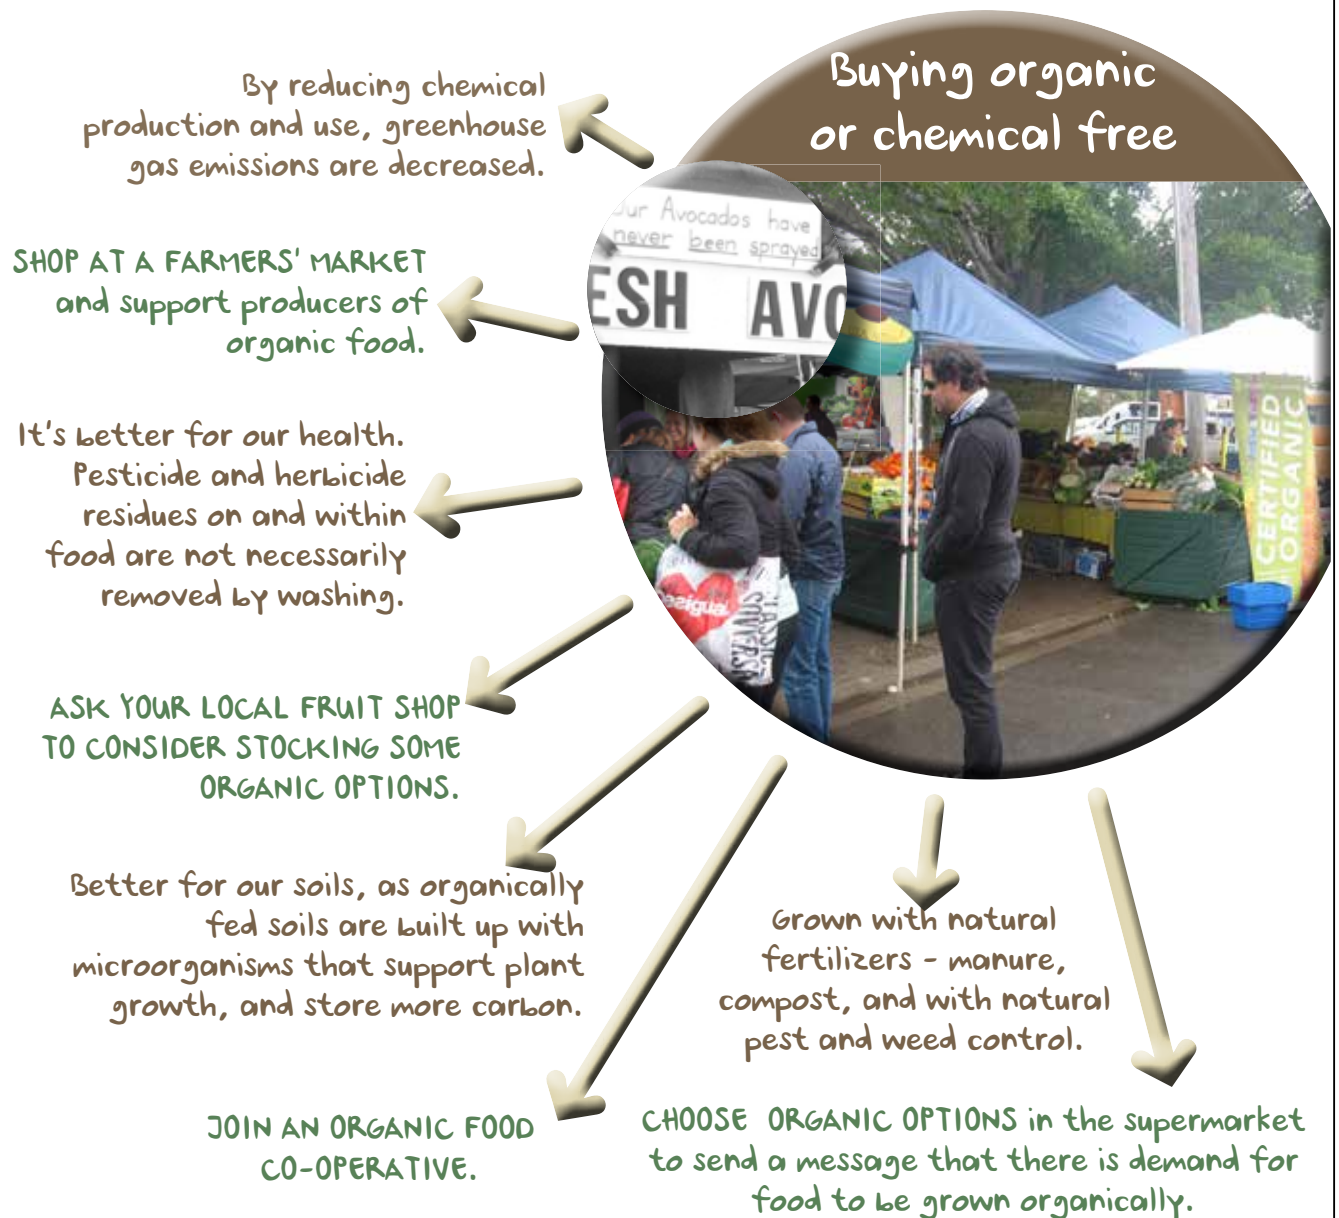 Buying organic
or chemical free
By reducing chemical
production and use, greenhouse
gas emissions are decreased.
Our Avocados have
never been sprayed
ESH AVO
SHOP AT A FARMERS' MARKET
and support producers of
organic food.
CERTIFIED
ORGANIC
It's better for our health.
Pesticide and herbicide
residues on and within
food are not necessarily
removed by washing.
Desigual
CLASSIC
ASK YOUR LOCAL FRUIT SHOP
TO CONSIDER STOCKING SOME
ORGANIC OPTIONS.
Better for our soils, as organically
fed soils are built up with
microorganisms that support plant
growth, and store more carbon.
Grown with natural
fertilizers - manure,
compost, and with natural
pest and weed control.
JOIN AN ORGANIC FOOD
CO-OPERATIVE.
CHOOSE ORGANIC OPTIONS in the supermarket
to send a message that there is demand for
food to be grown organically.